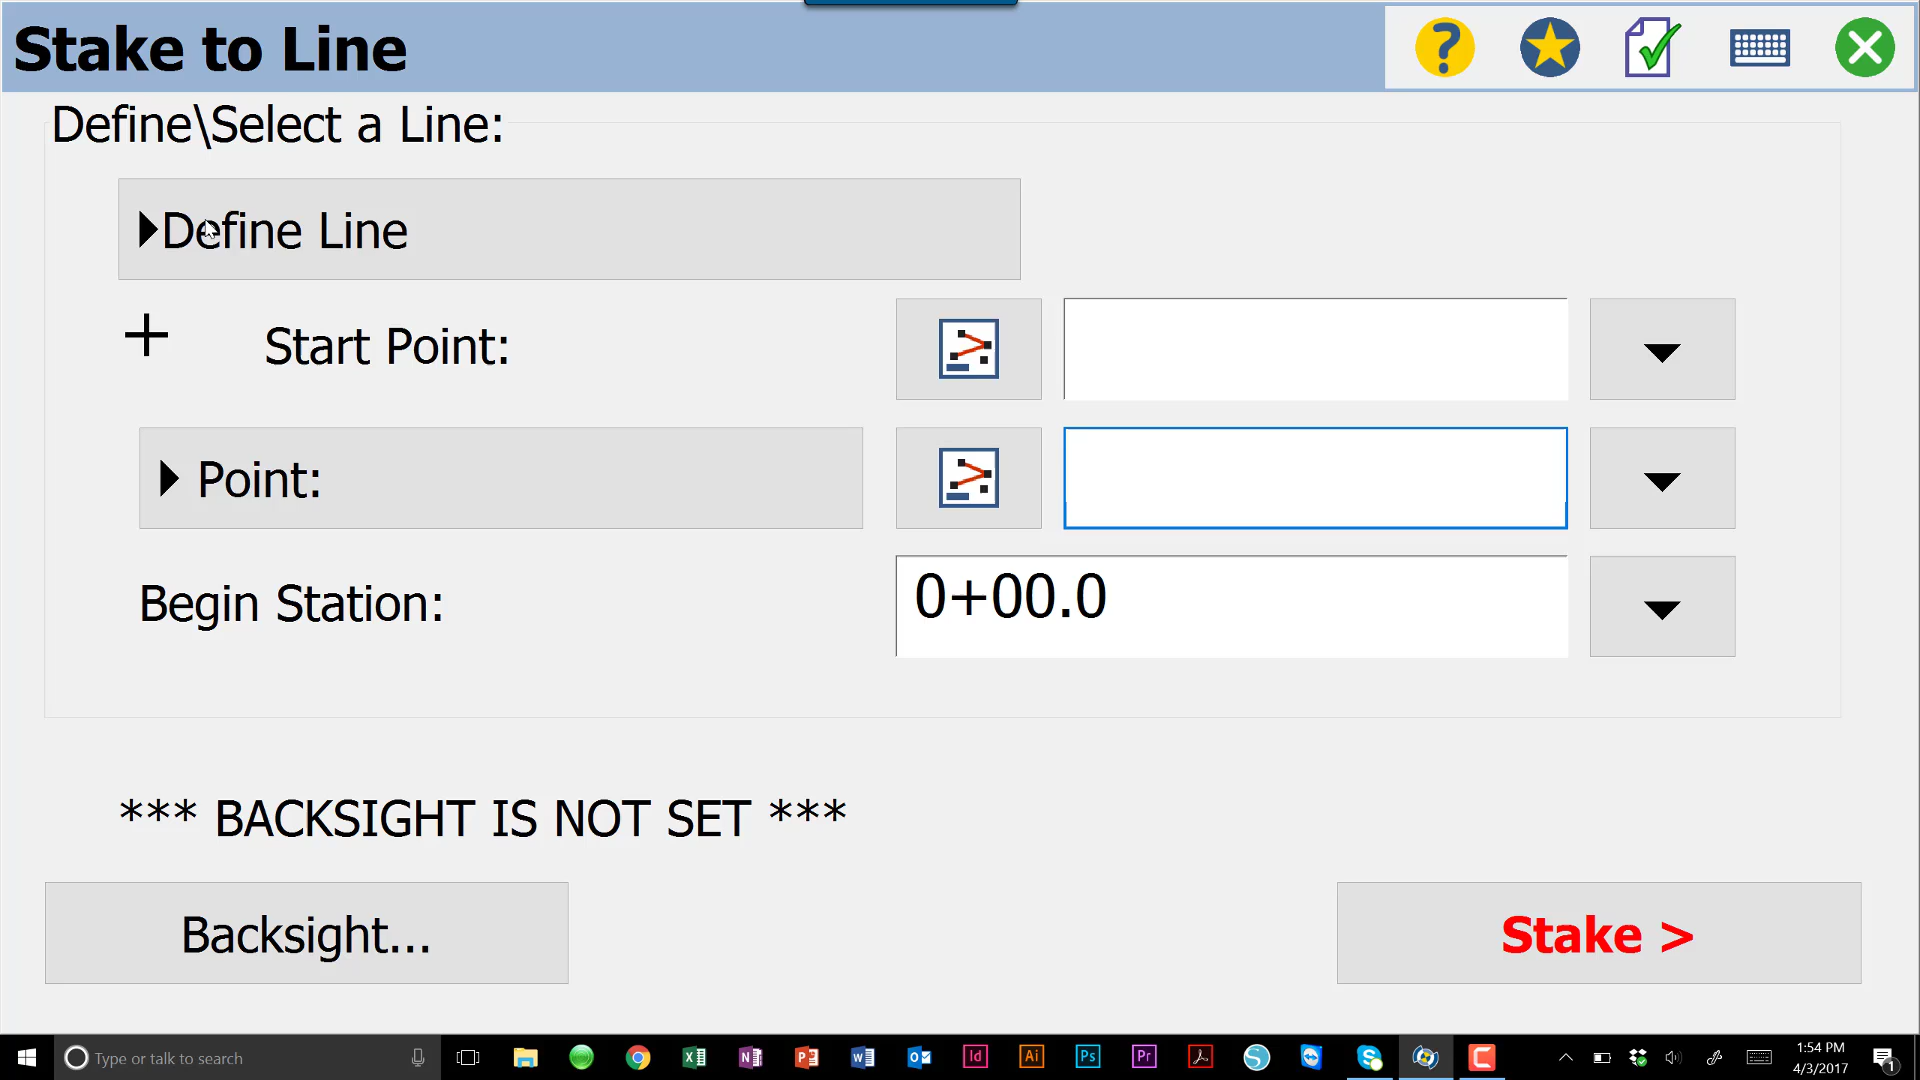 Stake to Line
Define\Select a Line:
Define Line
Start Point:
Point:
Begin Station:
0+00.0
*** BACKSIGHT IS NOT SET ***
Backsight...
Stake >
Type or talk to search
1:54 PM
4/3/2017